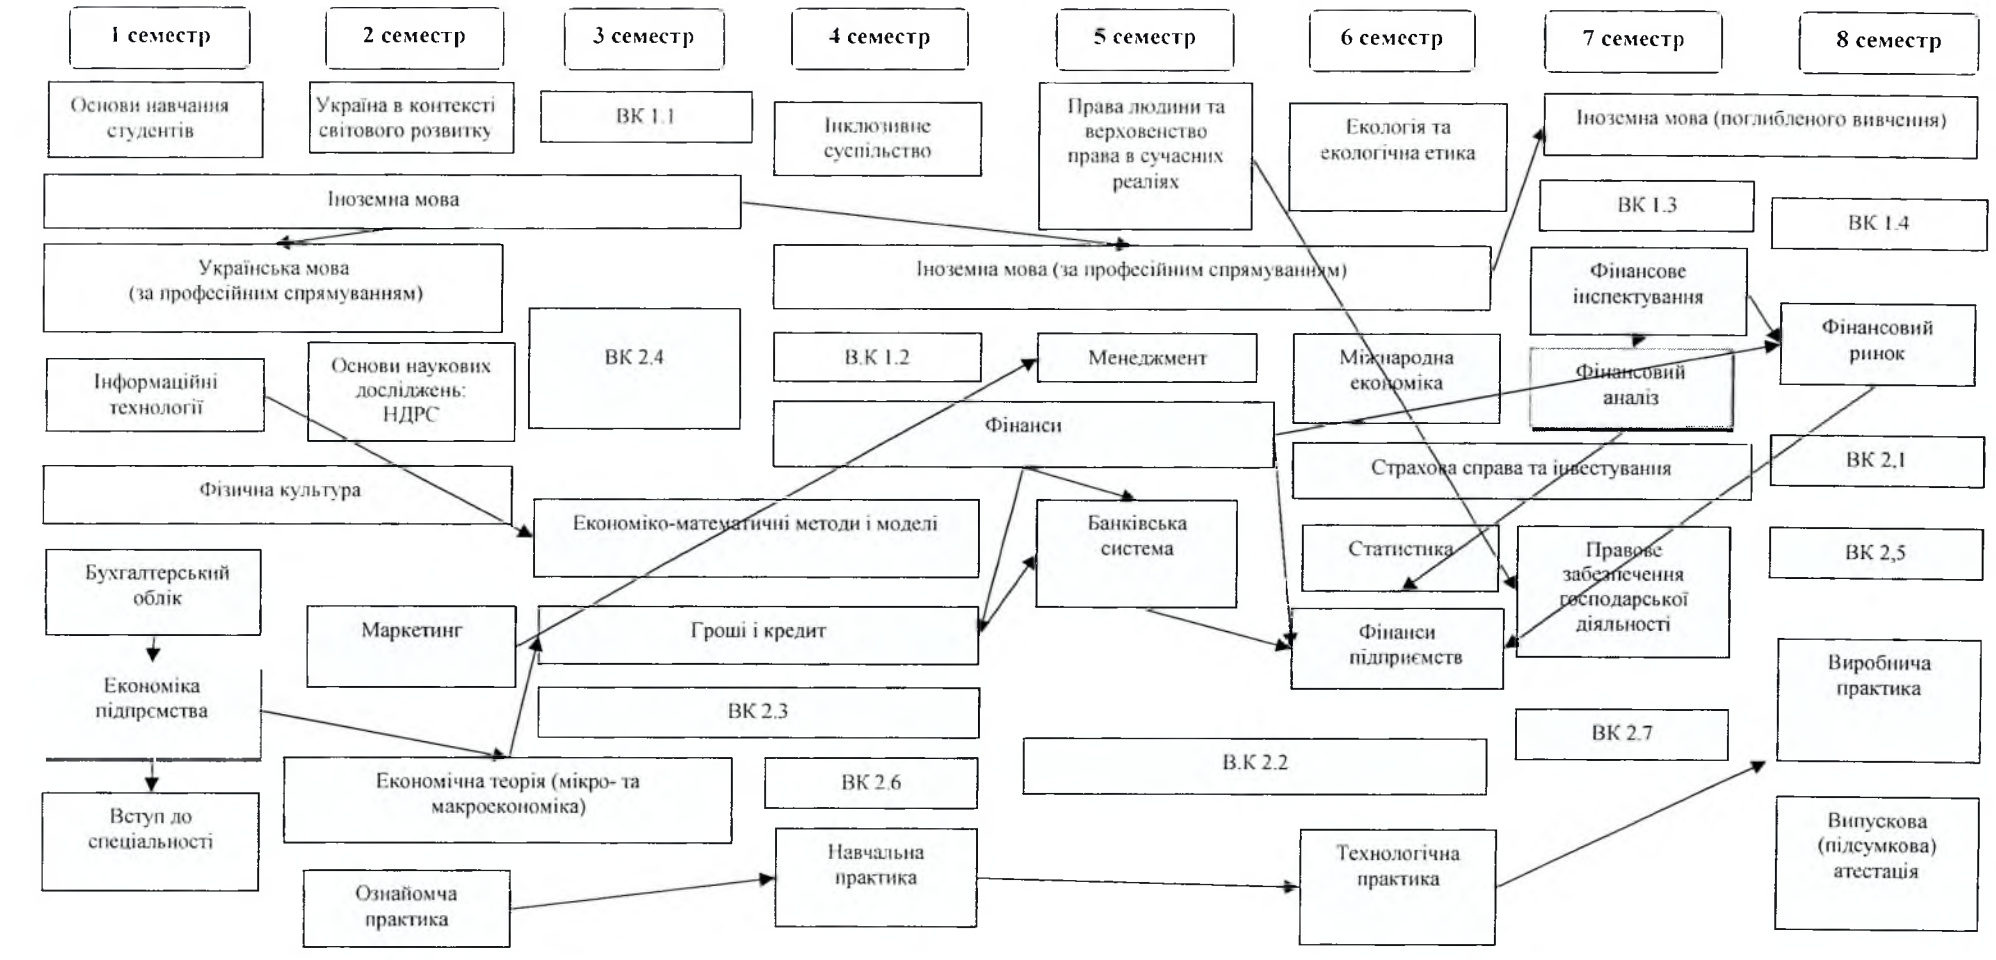 1 семестр
2 семестр
3 семестр
4 семестр
5 семестр
6 семестр
7 семестр
8 семестр
Основи навчання
студентів
Україна в контексті
світового розвитку
ВК 1.1
Інклюзивне
суспільство
Права людини та
верховенство
права в сучасних
реаліях
Екологія та
екологічна етика
Іноземна мова (поглибленого вивчення)
Іноземна мова
ВК 1.3
ВК 1.4
Українська мова
(за професійним спрямуванням)
Іноземна мова (за професійним спрямуванням)
Фінансове
інспектування
Фінансовий
ринок
Інформаційні
технології
Основи наукових
досліджень:
НДРС
ВК 2.4
В.К 1.2
Менеджмент
Міжнародна
економіка
Фінансовий
аналіз
Фінанси
Страхова справа та інвестування
ВК 2,1
Фізична культура
Економіко-математичні методи і моделі
Банківська
система
Статистика
Правове
забезпечення
господарської
діяльності
ВК 2,5
Бухгалтерський
облік
Маркетинг
Гроші і кредит
Фінанси
підприємств
Виробнича
практика
Економіка
підпрємства
ВК 2.3
ВК 2.7
Економічна теорія (мікро- та
макроекономіка)
ВК 2.6
В.К 2.2
Вступ до
спеціальності
Ознайомча
практика
Навчальна
практика
Технологічна
практика
Випускова
(підсумкова)
атестація